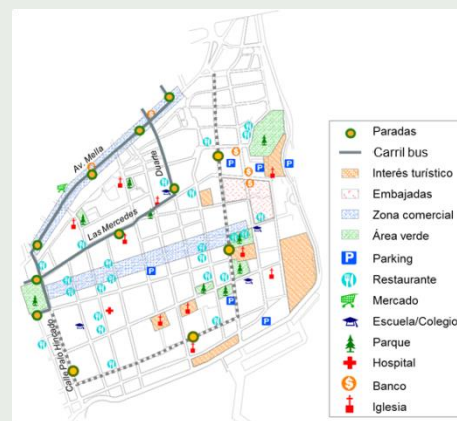 Av. Mella
Duarte
Las Mercedes
Calle Palo Hincado
Paradas
Carril bus
Interés turístico
Embajadas
Zona comercial
Área verde
P Parking
Restaurante
Mercado
Escuela/Colegio
Parque
Hospital
Banco
Iglesia